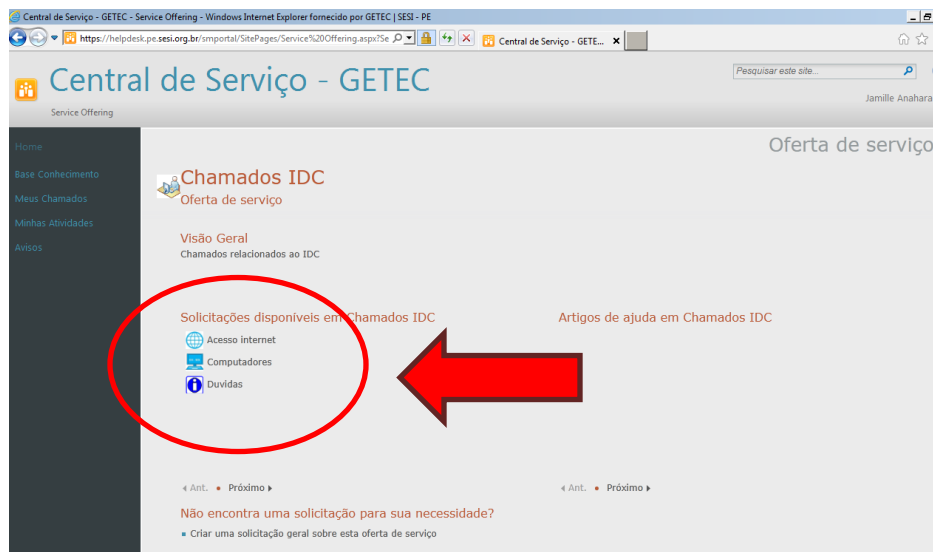 Central de Serviço - GETEC - Service Offering - Windows Internet Explorer fornecido por GETEC | SESI - PE
https://helpdesk.pe.sesi.org.br/smportal/SitePages/Service%20Offering.aspx?Se
Central de Serviço - GETE...
Central de Serviço - GETEC
Service Offering
Pesquisar este site...
Jamille Anahara
Home
Base Conhecimento
Meus Chamados
Minhas Atividades
Avisos
Oferta de serviço
Chamados IDC
Oferta de serviço
Visão Geral
Chamados relacionados ao IDC
Solicitações disponíveis em Chamados IDC
Acesso internet
Computadores
Duvidas
Artigos de ajuda em Chamados IDC
Ant. • Próximo
Ant. • Próximo
Não encontra uma solicitação para sua necessidade?
Criar uma solicitação geral sobre esta oferta de serviço